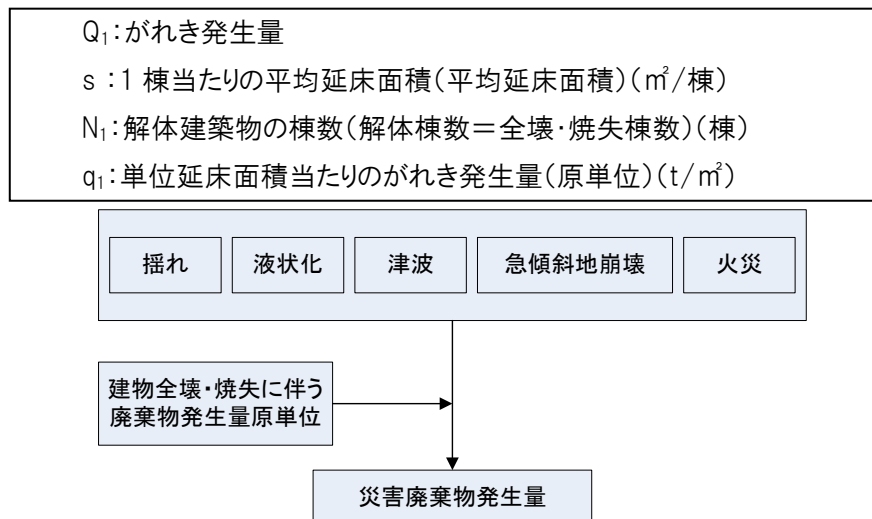 Q₁：がれき発生量
s ：1 棟当たりの平均延床面積（平均延床面積）（㎡/棟）
N₁：解体建築物の棟数（解体棟数＝全壊・焼失棟数）（棟）
q₁：単位延床面積当たりのがれき発生量（原単位）（t/㎡）
揺れ 液状化 津波 急傾斜地崩壊 火災
建物全壊・焼失に伴う
廃棄物発生量原単位
災害廃棄物発生量